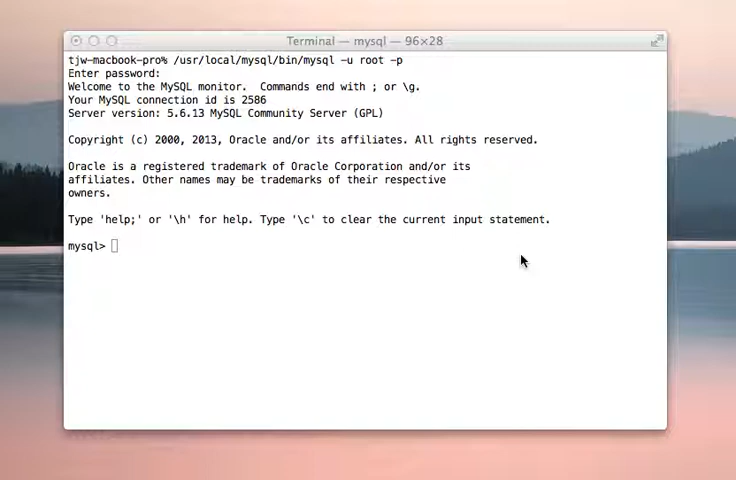 Terminal — mysql — 96×28
tjw-macbook-pro% /usr/local/mysql/bin/mysql -u root -p
Enter password:
Welcome to the MySQL monitor.  Commands end with ; or \g.
Your MySQL connection id is 2586
Server version: 5.6.13 MySQL Community Server (GPL)
Copyright (c) 2000, 2013, Oracle and/or its affiliates. All rights reserved.
Oracle is a registered trademark of Oracle Corporation and/or its
affiliates. Other names may be trademarks of their respective
owners.
Type 'help;' or '\h' for help. Type '\c' to clear the current input statement.
mysql>